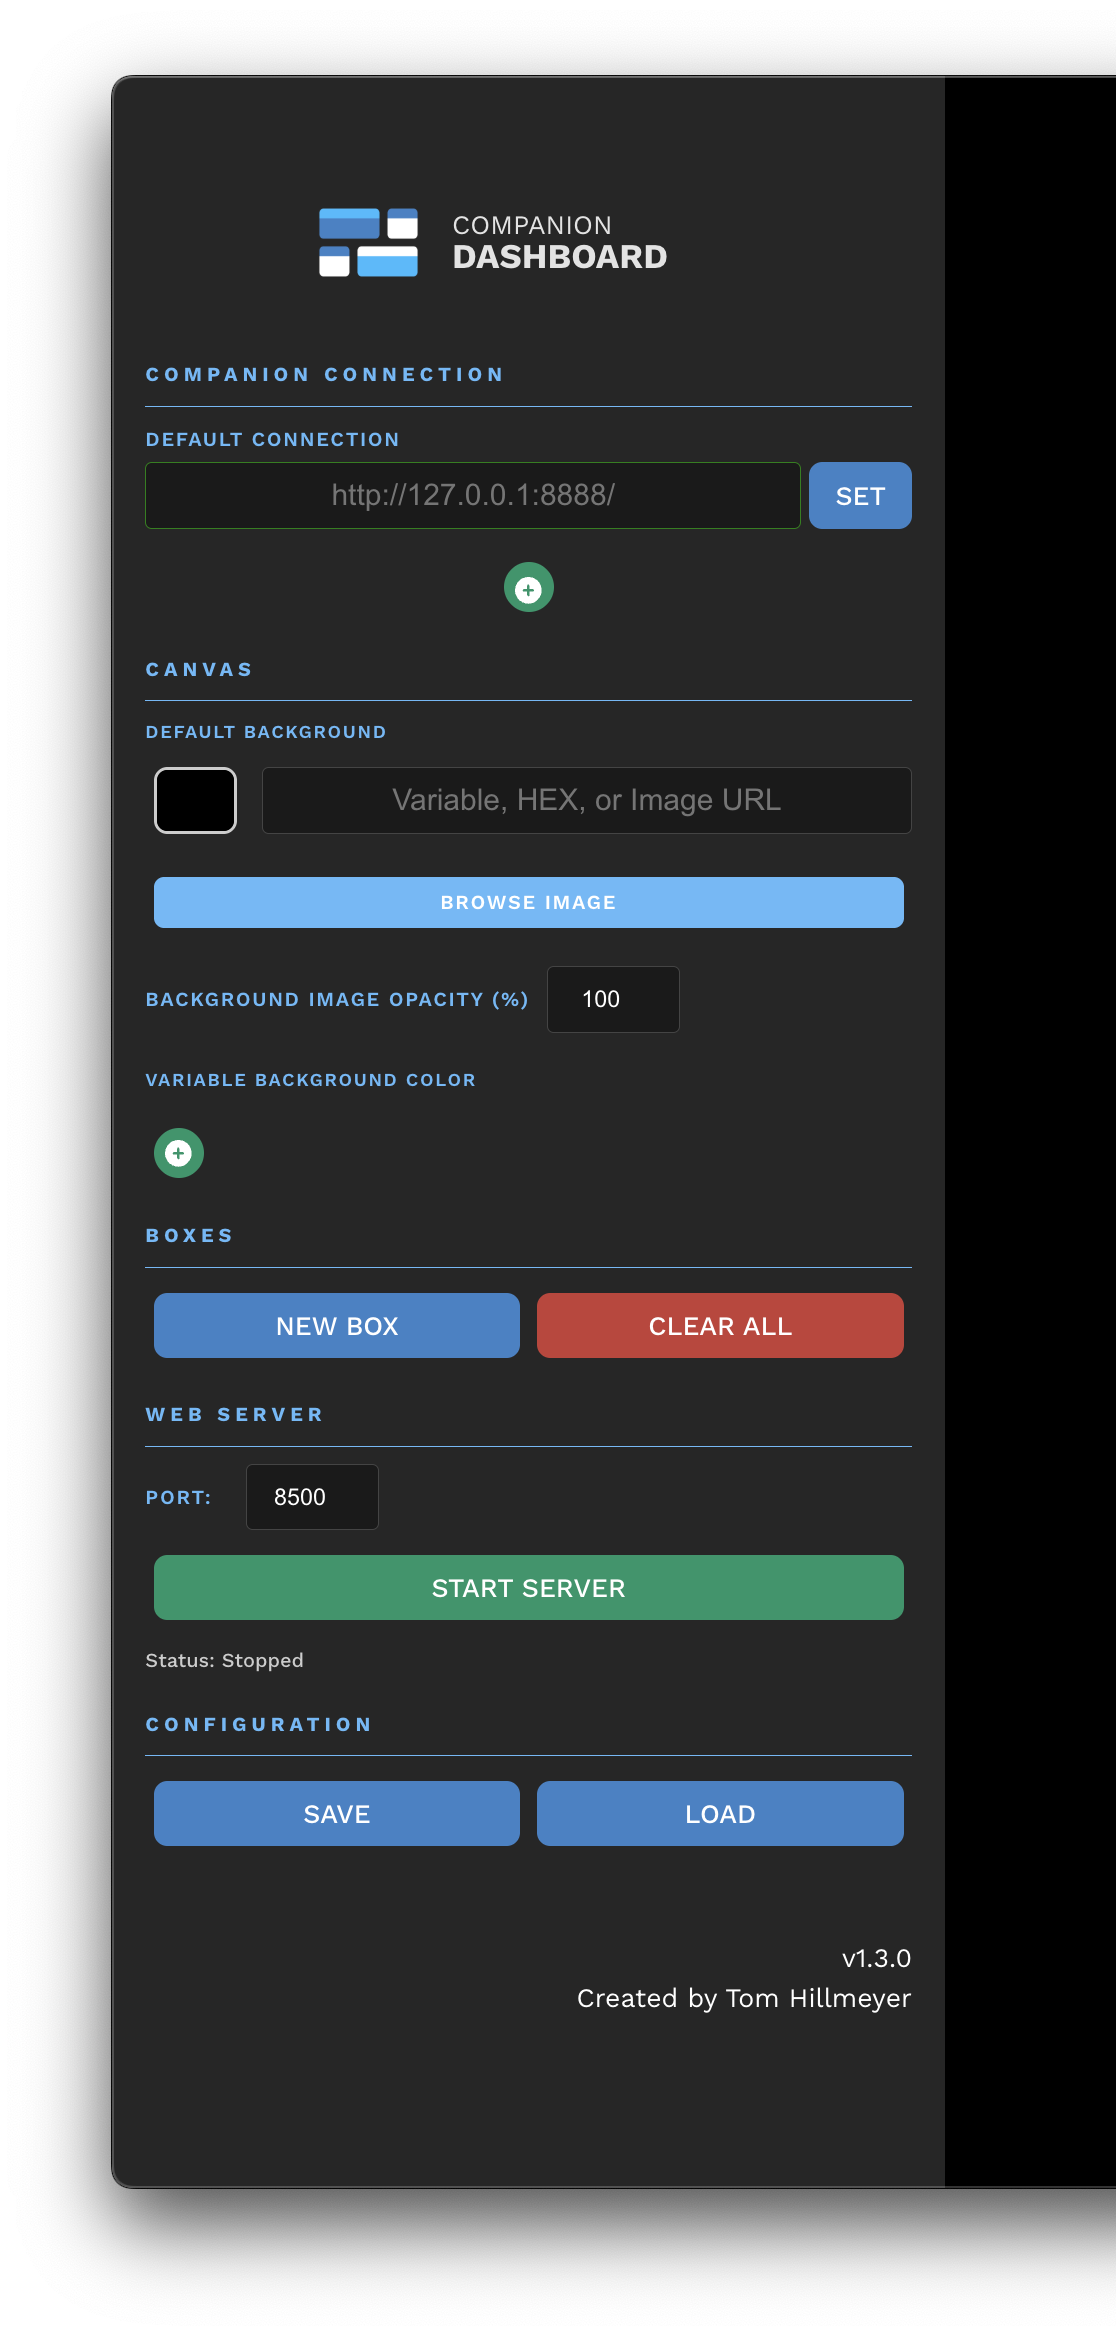 COMPANION
DASHBOARD
COMPANION CONNECTION
DEFAULT CONNECTION
http://127.0.0.1:8888/
SET
CANVAS
DEFAULT BACKGROUND
Variable, HEX, or Image URL
BROWSE IMAGE
BACKGROUND IMAGE OPACITY (%)
100
VARIABLE BACKGROUND COLOR
BOXES
NEW BOX
CLEAR ALL
WEB SERVER
PORT:
8500
START SERVER
Status: Stopped
CONFIGURATION
SAVE
LOAD
v1.3.0
Created by Tom Hillmeyer